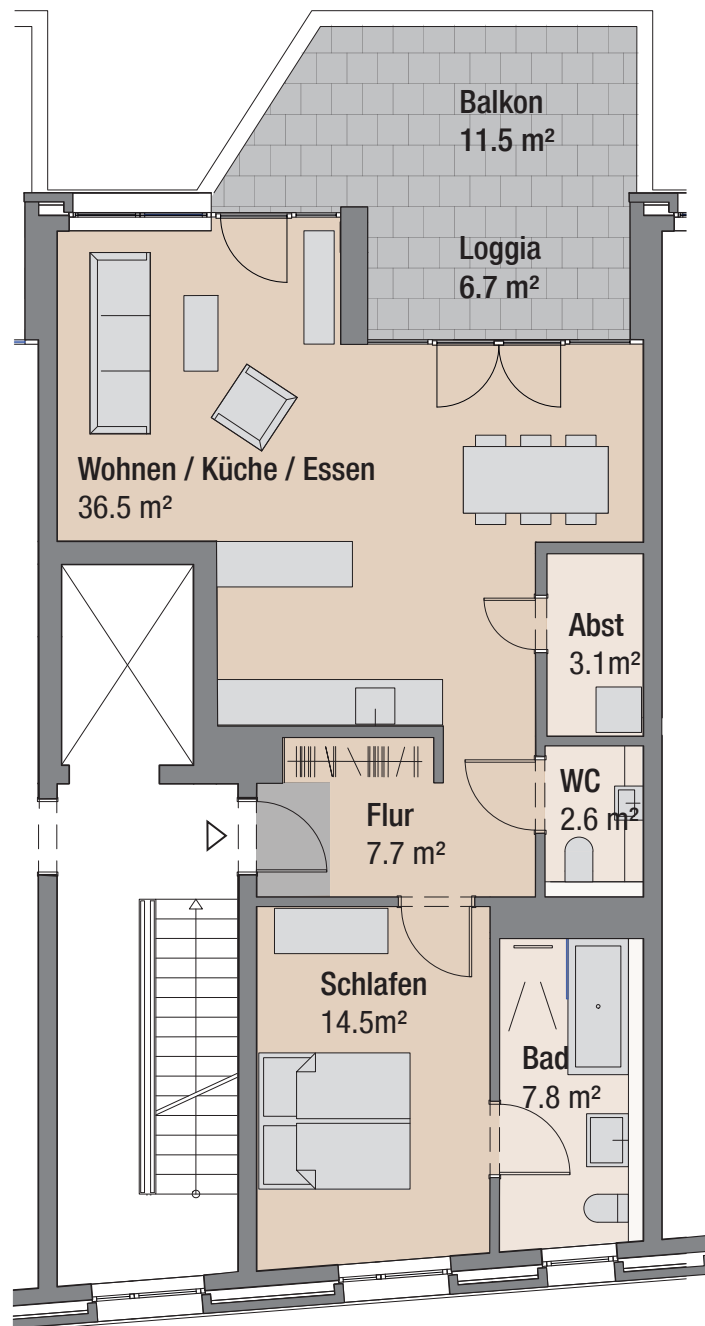 Balkon
11.5 m²
Loggia
6.7 m²
Wohnen / Küche / Essen
36.5 m²
Abst
3.1m²
WC
2.6 m²
Flur
7.7 m²
Schlafen
14.5m²
Bad
7.8 m²